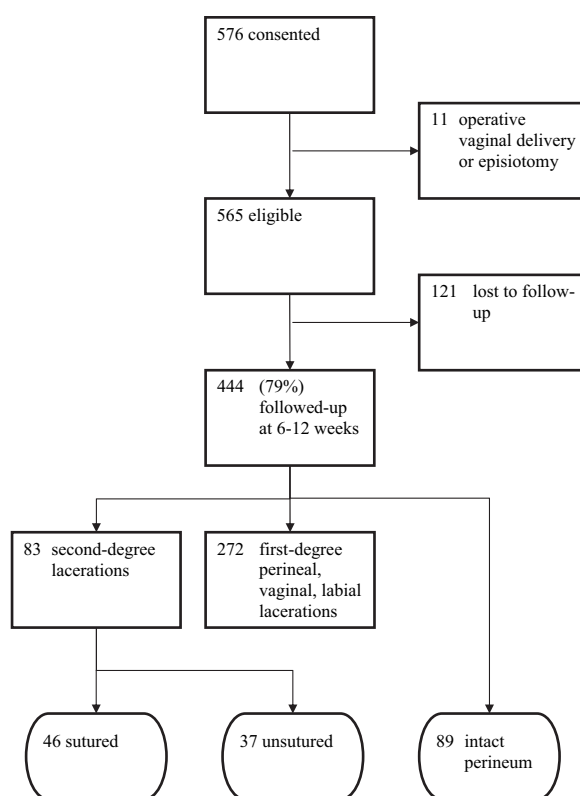 576 consented
11 operative
vaginal delivery
or episiotomy
565 eligible
121 lost to follow-
up
444 (79%)
followed-up
at 6-12 weeks
83 second-degree
lacerations
272 first-degree
perineal,
vaginal, labial
lacerations
46 sutured
37 unsutured
89 intact
perineum